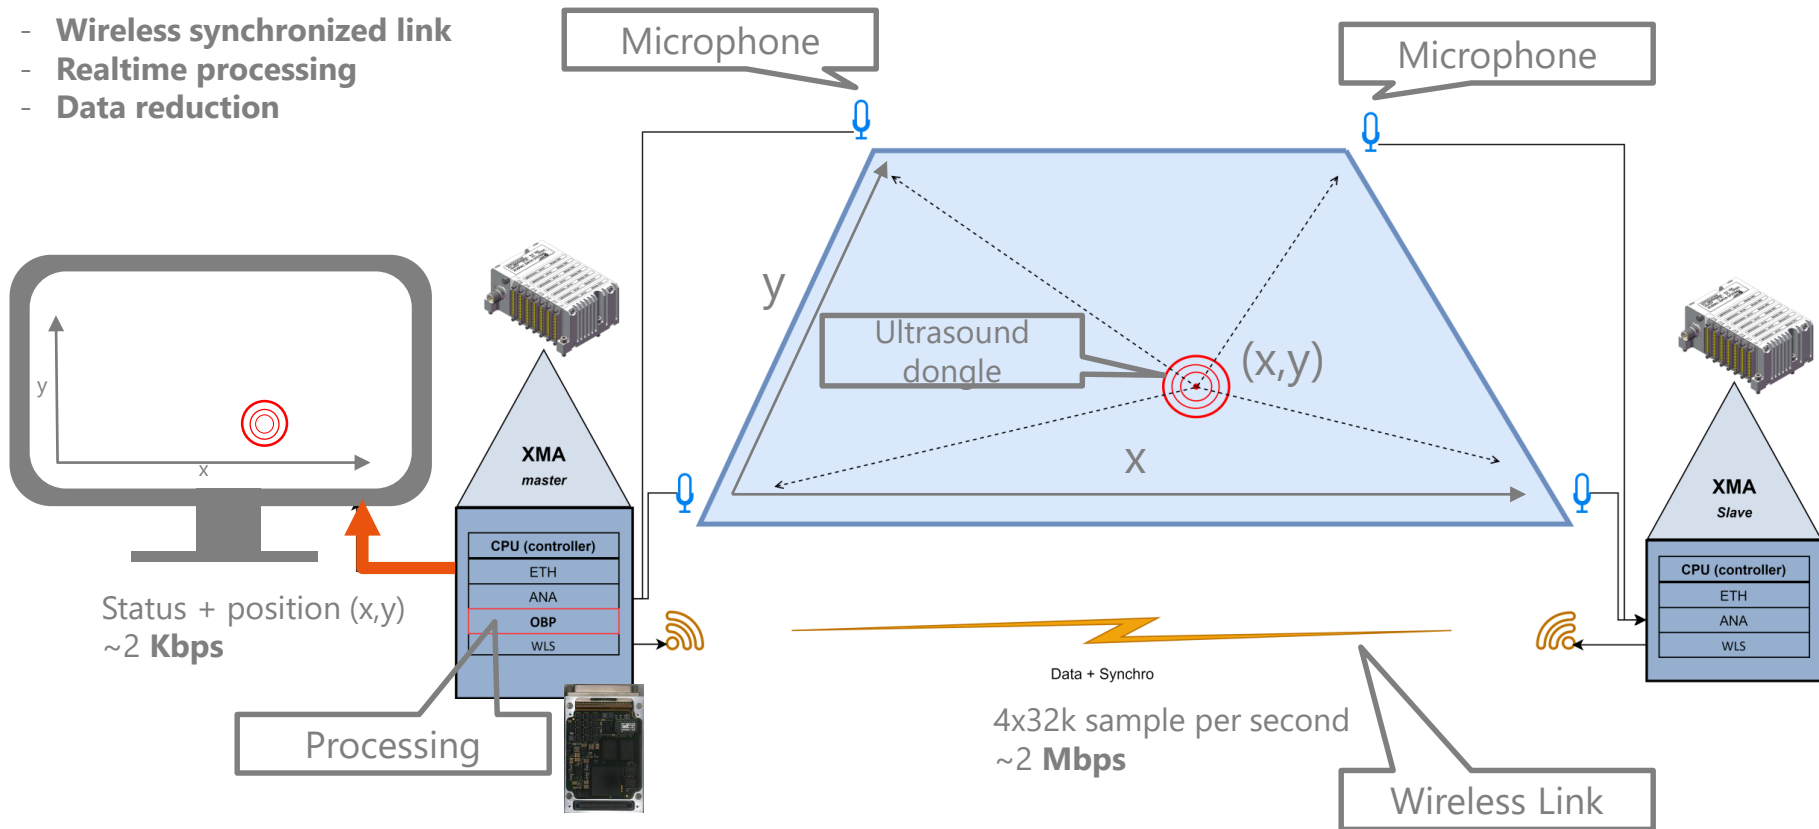 - Wireless synchronized link
- Realtime processing
- Data reduction
Microphone
Microphone
y
Ultrasound
dongle
(x,y)
x
y
x
XMA
master
CPU (controller)
ETH
ANA
OBP
WLS
XMA
Slave
CPU (controller)
ETH
ANA
WLS
Status + position (x,y)
~2 Kbps
Data + Synchro
4x32k sample per second
~2 Mbps
Processing
Wireless Link